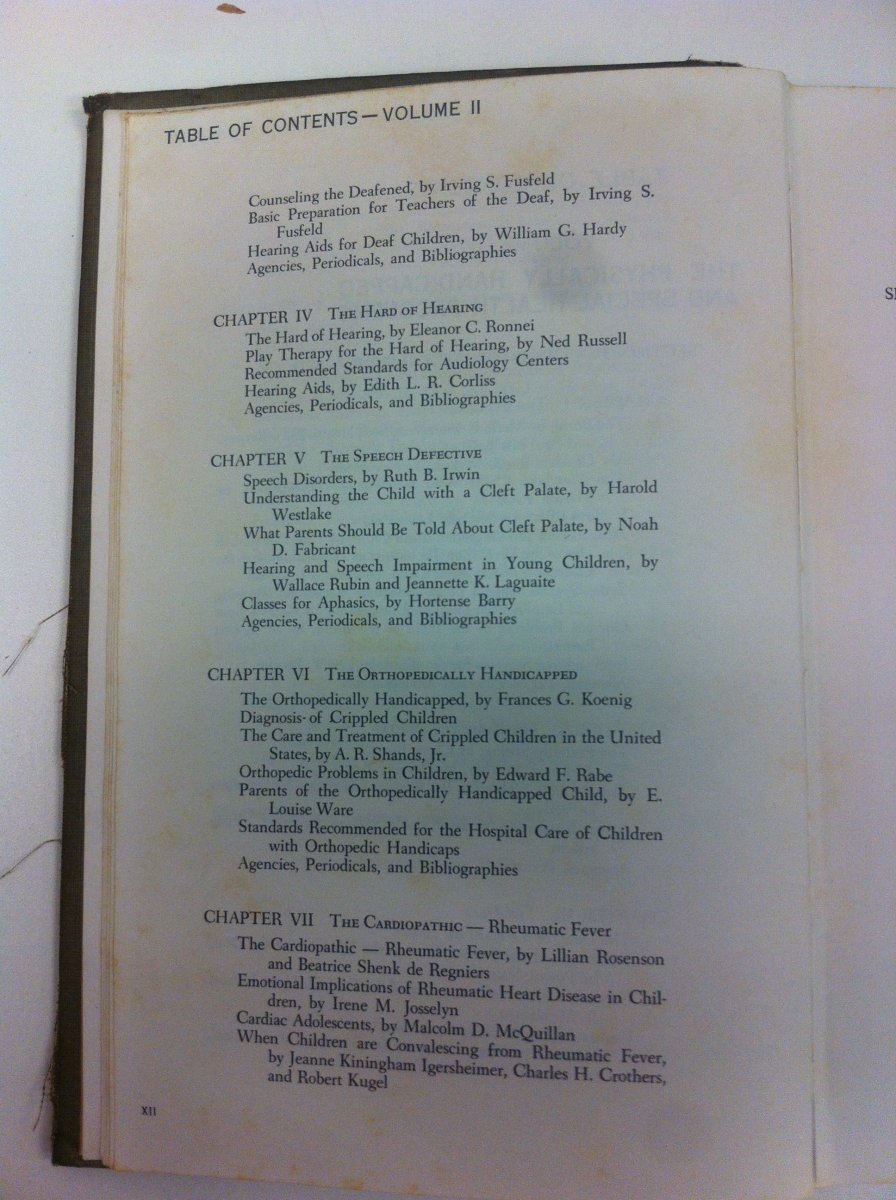 TABLE OF CONTENTS — VOLUME II
Counseling the Deafened, by Irving S. Fusfeld
Basic Preparation for Teachers of the Deaf, by Irving S.
Fusfeld
Hearing Aids for Deaf Children, by William G. Hardy
Agencies, Periodicals, and Bibliographies
CHAPTER IV THE HARD OF HEARING
The Hard of Hearing, by Eleanor C. Ronnei
Play Therapy for the Hard of Hearing, by Ned Russell
Recommended Standards for Audiology Centers
Hearing Aids, by Edith L. R. Corliss
Agencies, Periodicals, and Bibliographies
CHAPTER V THE SPEECH DEFECTIVE
Speech Disorders, by Ruth B. Irwin
Understanding the Child with a Cleft Palate, by Harold
Westlake
What Parents Should Be Told About Cleft Palate, by Noah
D. Fabricant
Hearing and Speech Impairment in Young Children, by
Wallace Rubin and Jeannette K. Laguaite
Classes for Aphasics, by Hortense Barry
Agencies, Periodicals, and Bibliographies
CHAPTER VI THE ORTHOPEDICALLY HANDICAPPED
The Orthopedically Handicapped, by Frances G. Koenig
Diagnosis of Crippled Children
The Care and Treatment of Crippled Children in the United
States, by A. R. Shands, Jr.
Orthopedic Problems in Children, by Edward F. Rabe
Parents of the Orthopedically Handicapped Child, by E.
Louise Ware
Standards Recommended for the Hospital Care of Children
with Orthopedic Handicaps
Agencies, Periodicals, and Bibliographies
CHAPTER VII THE CARDIOPATHIC — Rheumatic Fever
The Cardiopathic — Rheumatic Fever, by Lillian Rosenson
and Beatrice Shenk de Regniers
Emotional Implications of Rheumatic Heart Disease in Chil-
dren, by Irene M. Josselyn
Cardiac Adolescents, by Malcolm D. McQuillan
When Children are Convalescing from Rheumatic Fever,
by Jeanne Kiningham Igersheimer, Charles H. Crothers,
and Robert Kugel
XII